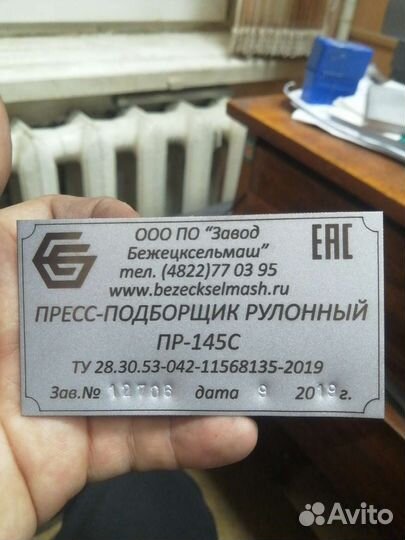 ООО ПО "Завод
Бежецксельмаш"
тел. (4822)77 03 95
www.bezeckselmash.ru
EAC
ПРЕСС-ПОДБОРЩИК РУЛОННЫЙ
ПР-145С
ТУ 28.30.53-042-11568135-2019
Зав.№ 12706 дата 9 2019г.
Avito